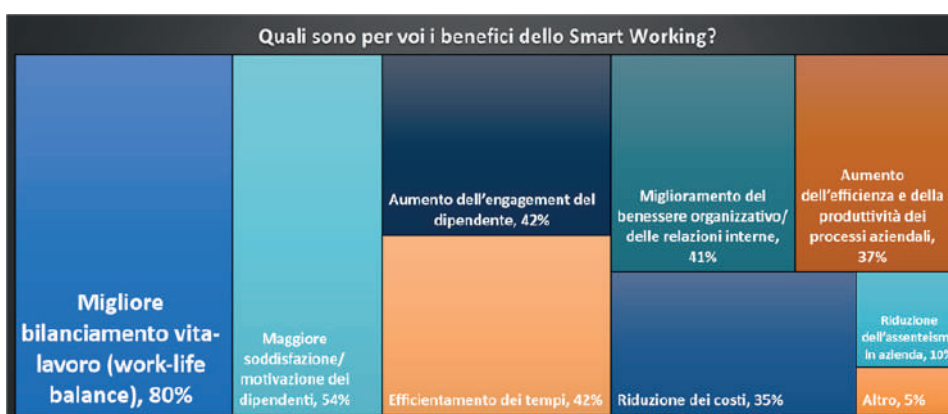 Quali sono per voi i benefici dello Smart Working?
Migliore
bilanciamento vita-
lavoro (work-life
balance), 80%
Maggiore
soddisfazione/
motivazione dei
dipendenti, 54%
Aumento dell'engagement del
dipendente, 42%
Efficientamento dei tempi, 42%
Miglioramento del
benessere organizzativo/
delle relazioni interne,
41%
Aumento
dell'efficienza e della
produttività dei
processi aziendali,
37%
Riduzione dei costi, 35%
Riduzione
dell'assenteism
in azienda, 10%
Altro, 5%